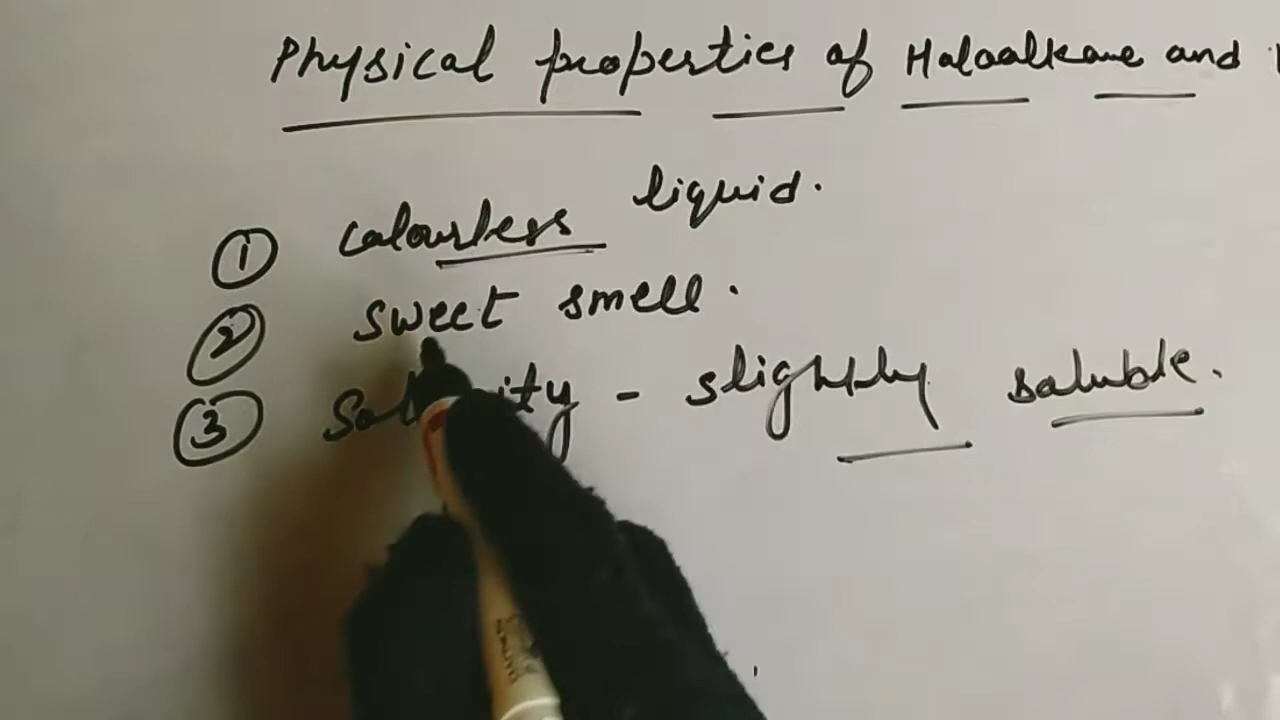 Physical properties of Haloalkane and
① colourless liquid.
② sweet smell.
③ - slightly soluble.